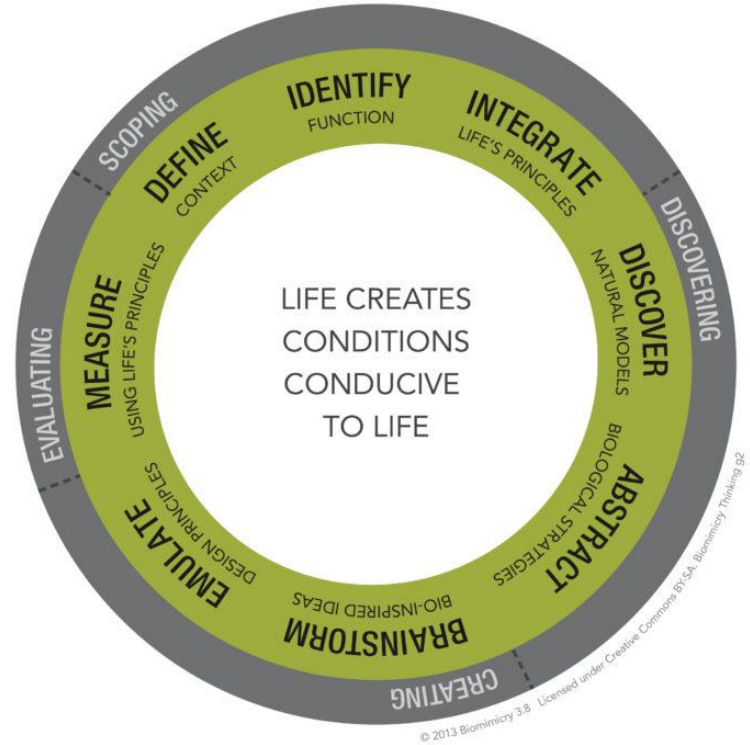 SCOPING
DEFINE
CONTEXT
IDENTIFY
FUNCTION
INTEGRATE
LIFE'S PRINCIPLES
DISCOVERING
DISCOVER
NATURAL MODELS
ABSTRACT
BIOLOGICAL STRATEGIES
CREATING
BRAINSTORM
BIO-INSPIRED IDEAS
EMULATE
DESIGN PRINCIPLES
EVALUATING
MEASURE
USING LIFE'S PRINCIPLES
LIFE CREATES
CONDITIONS
CONDUCIVE
TO LIFE
© 2013 Biomimicry 3.8 Licensed under Creative Commons BY-SA. Biomimicry Thinking g2